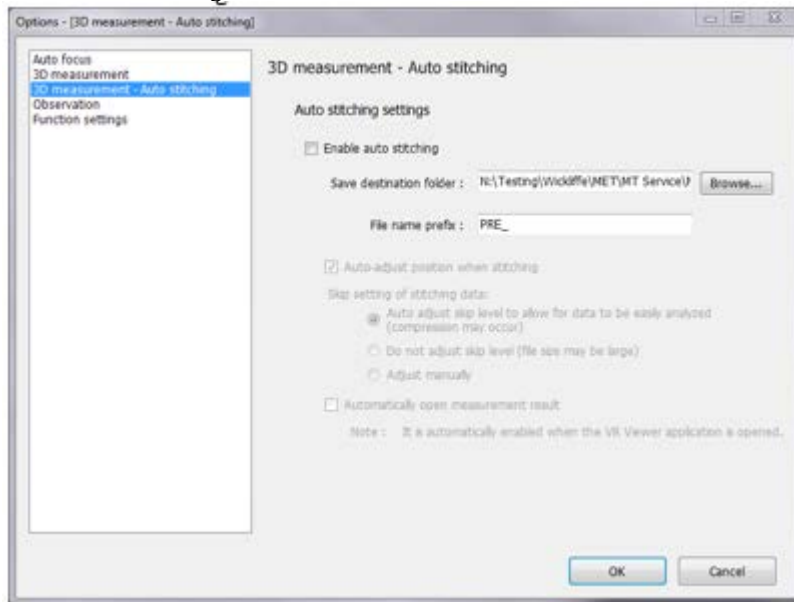 Options - [3D measurement - Auto stitching]
Auto focus
3D measurement
3D measurement - Auto stitching
Observation
Function settings
3D measurement - Auto stitching
Auto stitching settings
Enable auto stitching
Save destination folder : N:\Testing\Wickliffe\MET\MT Service\ Browse...
File name prefix : PRE_
Auto-adjust position when stitching
Skip setting of stitching data:
Auto adjust skip level to allow for data to be easily analyzed
(compression may occur)
Do not adjust skip level (file size may be large)
Adjust manually
Automatically open measurement result
Note : It is automatically enabled when the VR Viewer application is opened.
OK Cancel